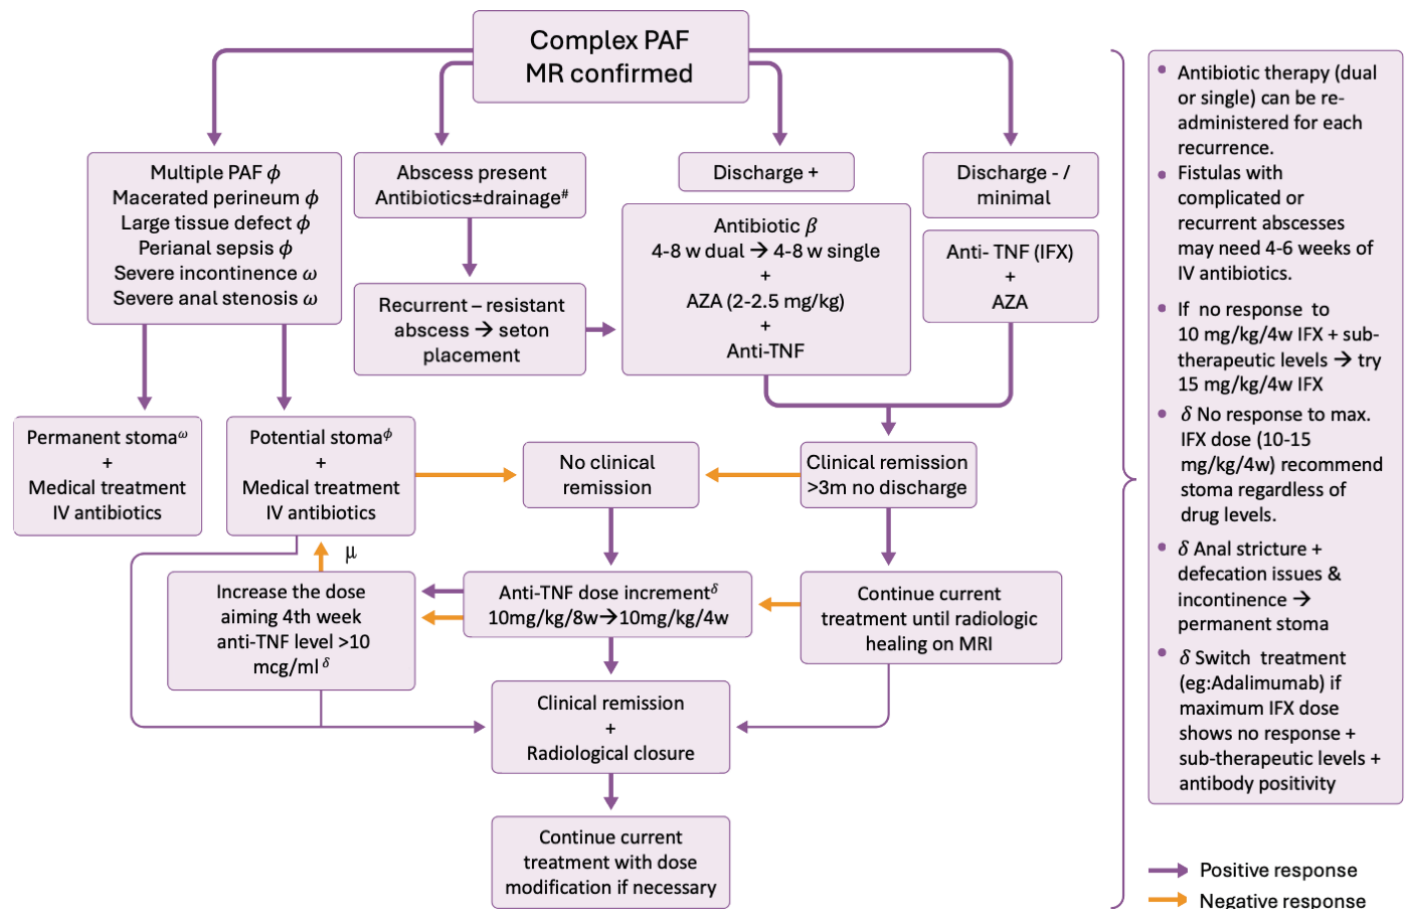 Complex PAF
MR confirmed
Multiple PAF ϕ
Macerated perineum ϕ
Large tissue defect ϕ
Perianal sepsis ϕ
Severe incontinence ω
Severe anal stenosis ω
Abscess present
Antibiotics±drainage#
Discharge +
Discharge - /
minimal
Recurrent – resistant
abscess → seton
placement
Antibiotic β
4-8 w dual → 4-8 w single
+
AZA (2-2.5 mg/kg)
+
Anti-TNF
Anti- TNF (IFX)
+
AZA
Permanent stomaω
+
Medical treatment
IV antibiotics
Potential stomaϕ
+
Medical treatment
IV antibiotics
No clinical
remission
Clinical remission
>3m no discharge
μ
Increase the dose
aiming 4th week
anti-TNF level >10
mcg/ml δ
Anti-TNF dose incrementδ
10mg/kg/8w→10mg/kg/4w
Continue current
treatment until radiologic
healing on MRI
Clinical remission
+
Radiological closure
Continue current
treatment with dose
modification if necessary
• Antibiotic therapy (dual
or single) can be re-
administered for each
recurrence.
• Fistulas with
complicated or
recurrent abscesses
may need 4-6 weeks of
IV antibiotics.
• If no response to
10 mg/kg/4w IFX + sub-
therapeutic levels → try
15 mg/kg/4w IFX
• δ No response to max.
IFX dose (10-15
mg/kg/4w) recommend
stoma regardless of
drug levels.
• δ Anal stricture +
defecation issues &
incontinence →
permanent stoma
• δ Switch treatment
(eg:Adalimumab) if
maximum IFX dose
shows no response +
sub-therapeutic levels +
antibody positivity
Positive response
Negative response